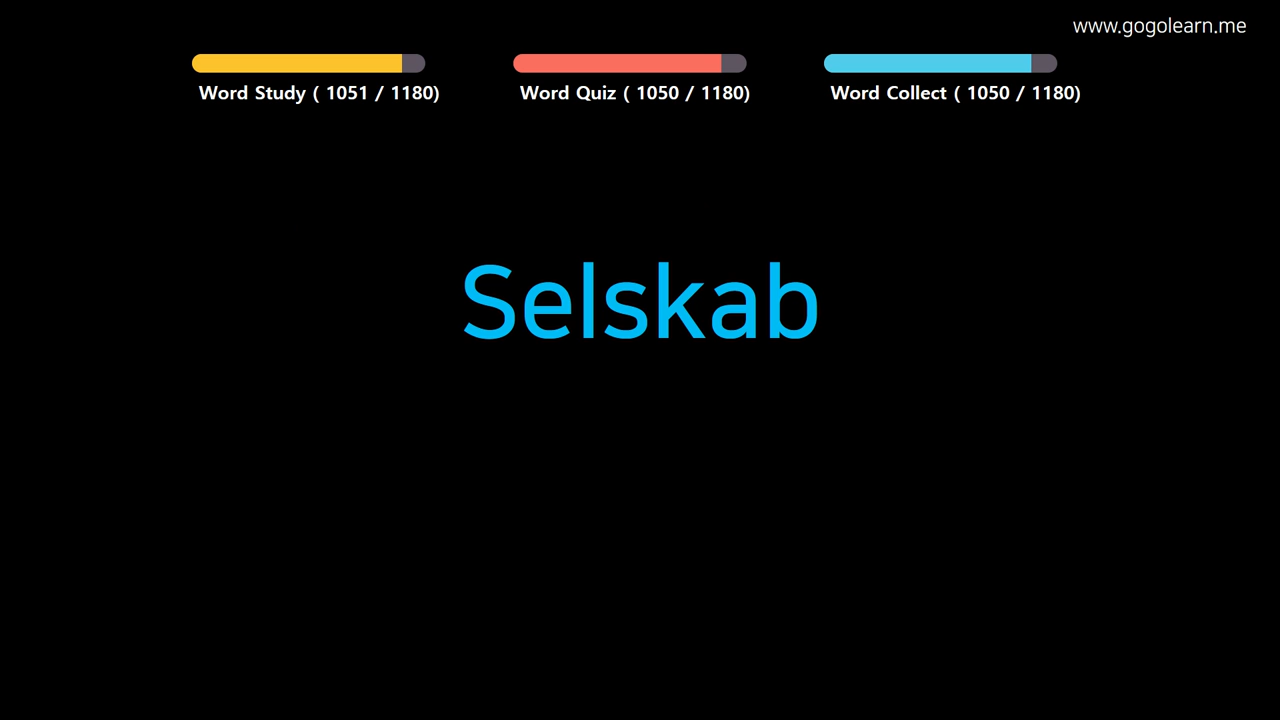 www.gogolearn.me
Word Study ( 1051 / 1180)
Word Quiz ( 1050 / 1180)
Word Collect ( 1050 / 1180)
Selskab